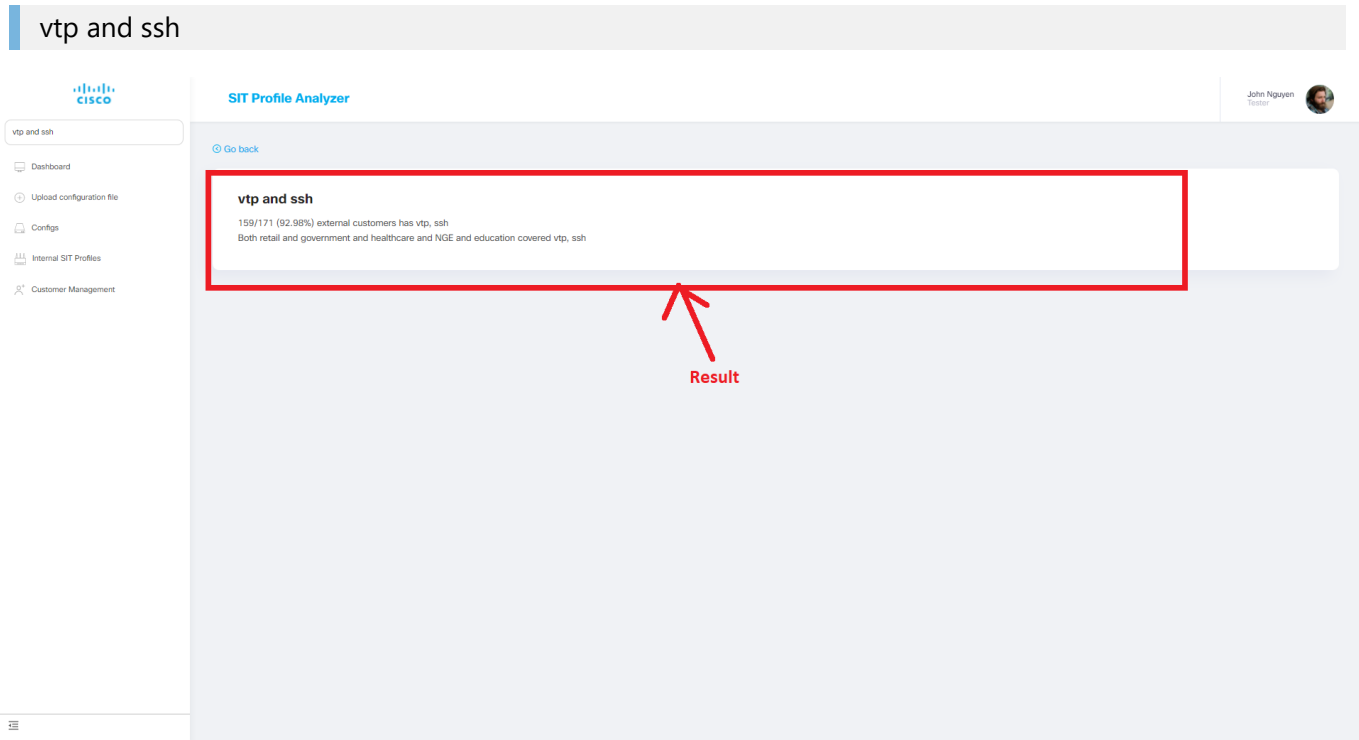 vtp and ssh
CISCO
SIT Profile Analyzer
John Nguyen
Tester
vtp and ssh
Go back
Dashboard
Upload configuration file
Configs
Internal SIT Profiles
Customer Management
vtp and ssh
159/171 (92.98%) external customers has vtp, ssh
Both retail and government and healthcare and NGE and education covered vtp, ssh
Result